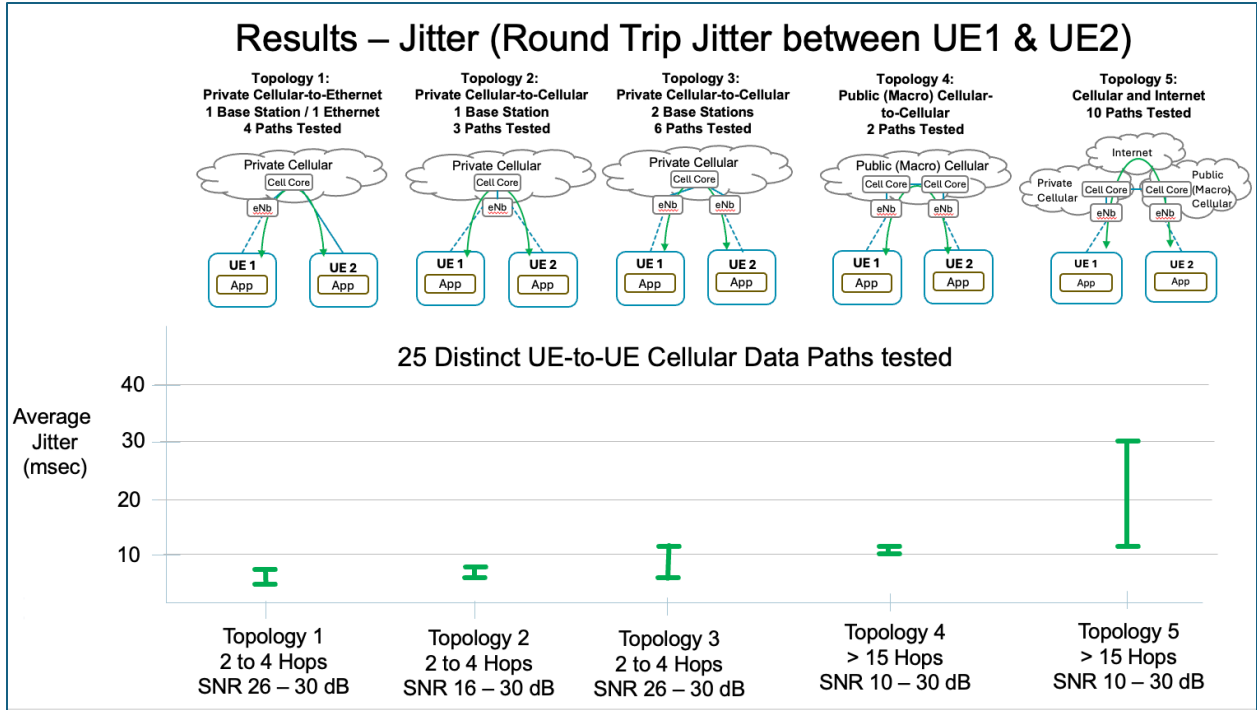 Results – Jitter (Round Trip Jitter between UE1 & UE2)
Topology 1:
Private Cellular-to-Ethernet
1 Base Station / 1 Ethernet
4 Paths Tested
Topology 2:
Private Cellular-to-Cellular
1 Base Station
3 Paths Tested
Topology 3:
Private Cellular-to-Cellular
2 Base Stations
6 Paths Tested
Topology 4:
Public (Macro) Cellular-
to-Cellular
2 Paths Tested
Topology 5:
Cellular and Internet
10 Paths Tested
Private Cellular
Cell Core
eNb
UE 1
App
UE 2
App
Private Cellular
Cell Core
eNb
UE 1
App
UE 2
App
Private Cellular
Cell Core
eNb
eNb
UE 1
App
UE 2
App
Public (Macro) Cellular
Cell Core
Cell Core
eNb
eNb
UE 1
App
UE 2
App
Internet
Private
Cellular
Cell Core
Cell Core
Public
(Macro)
Cellular
eNb
eNb
UE 1
App
UE 2
App
25 Distinct UE-to-UE Cellular Data Paths tested
Average
Jitter
(msec)
40
30
20
10
Topology 1
2 to 4 Hops
SNR 26 – 30 dB
Topology 2
2 to 4 Hops
SNR 16 – 30 dB
Topology 3
2 to 4 Hops
SNR 26 – 30 dB
Topology 4
> 15 Hops
SNR 10 – 30 dB
Topology 5
> 15 Hops
SNR 10 – 30 dB